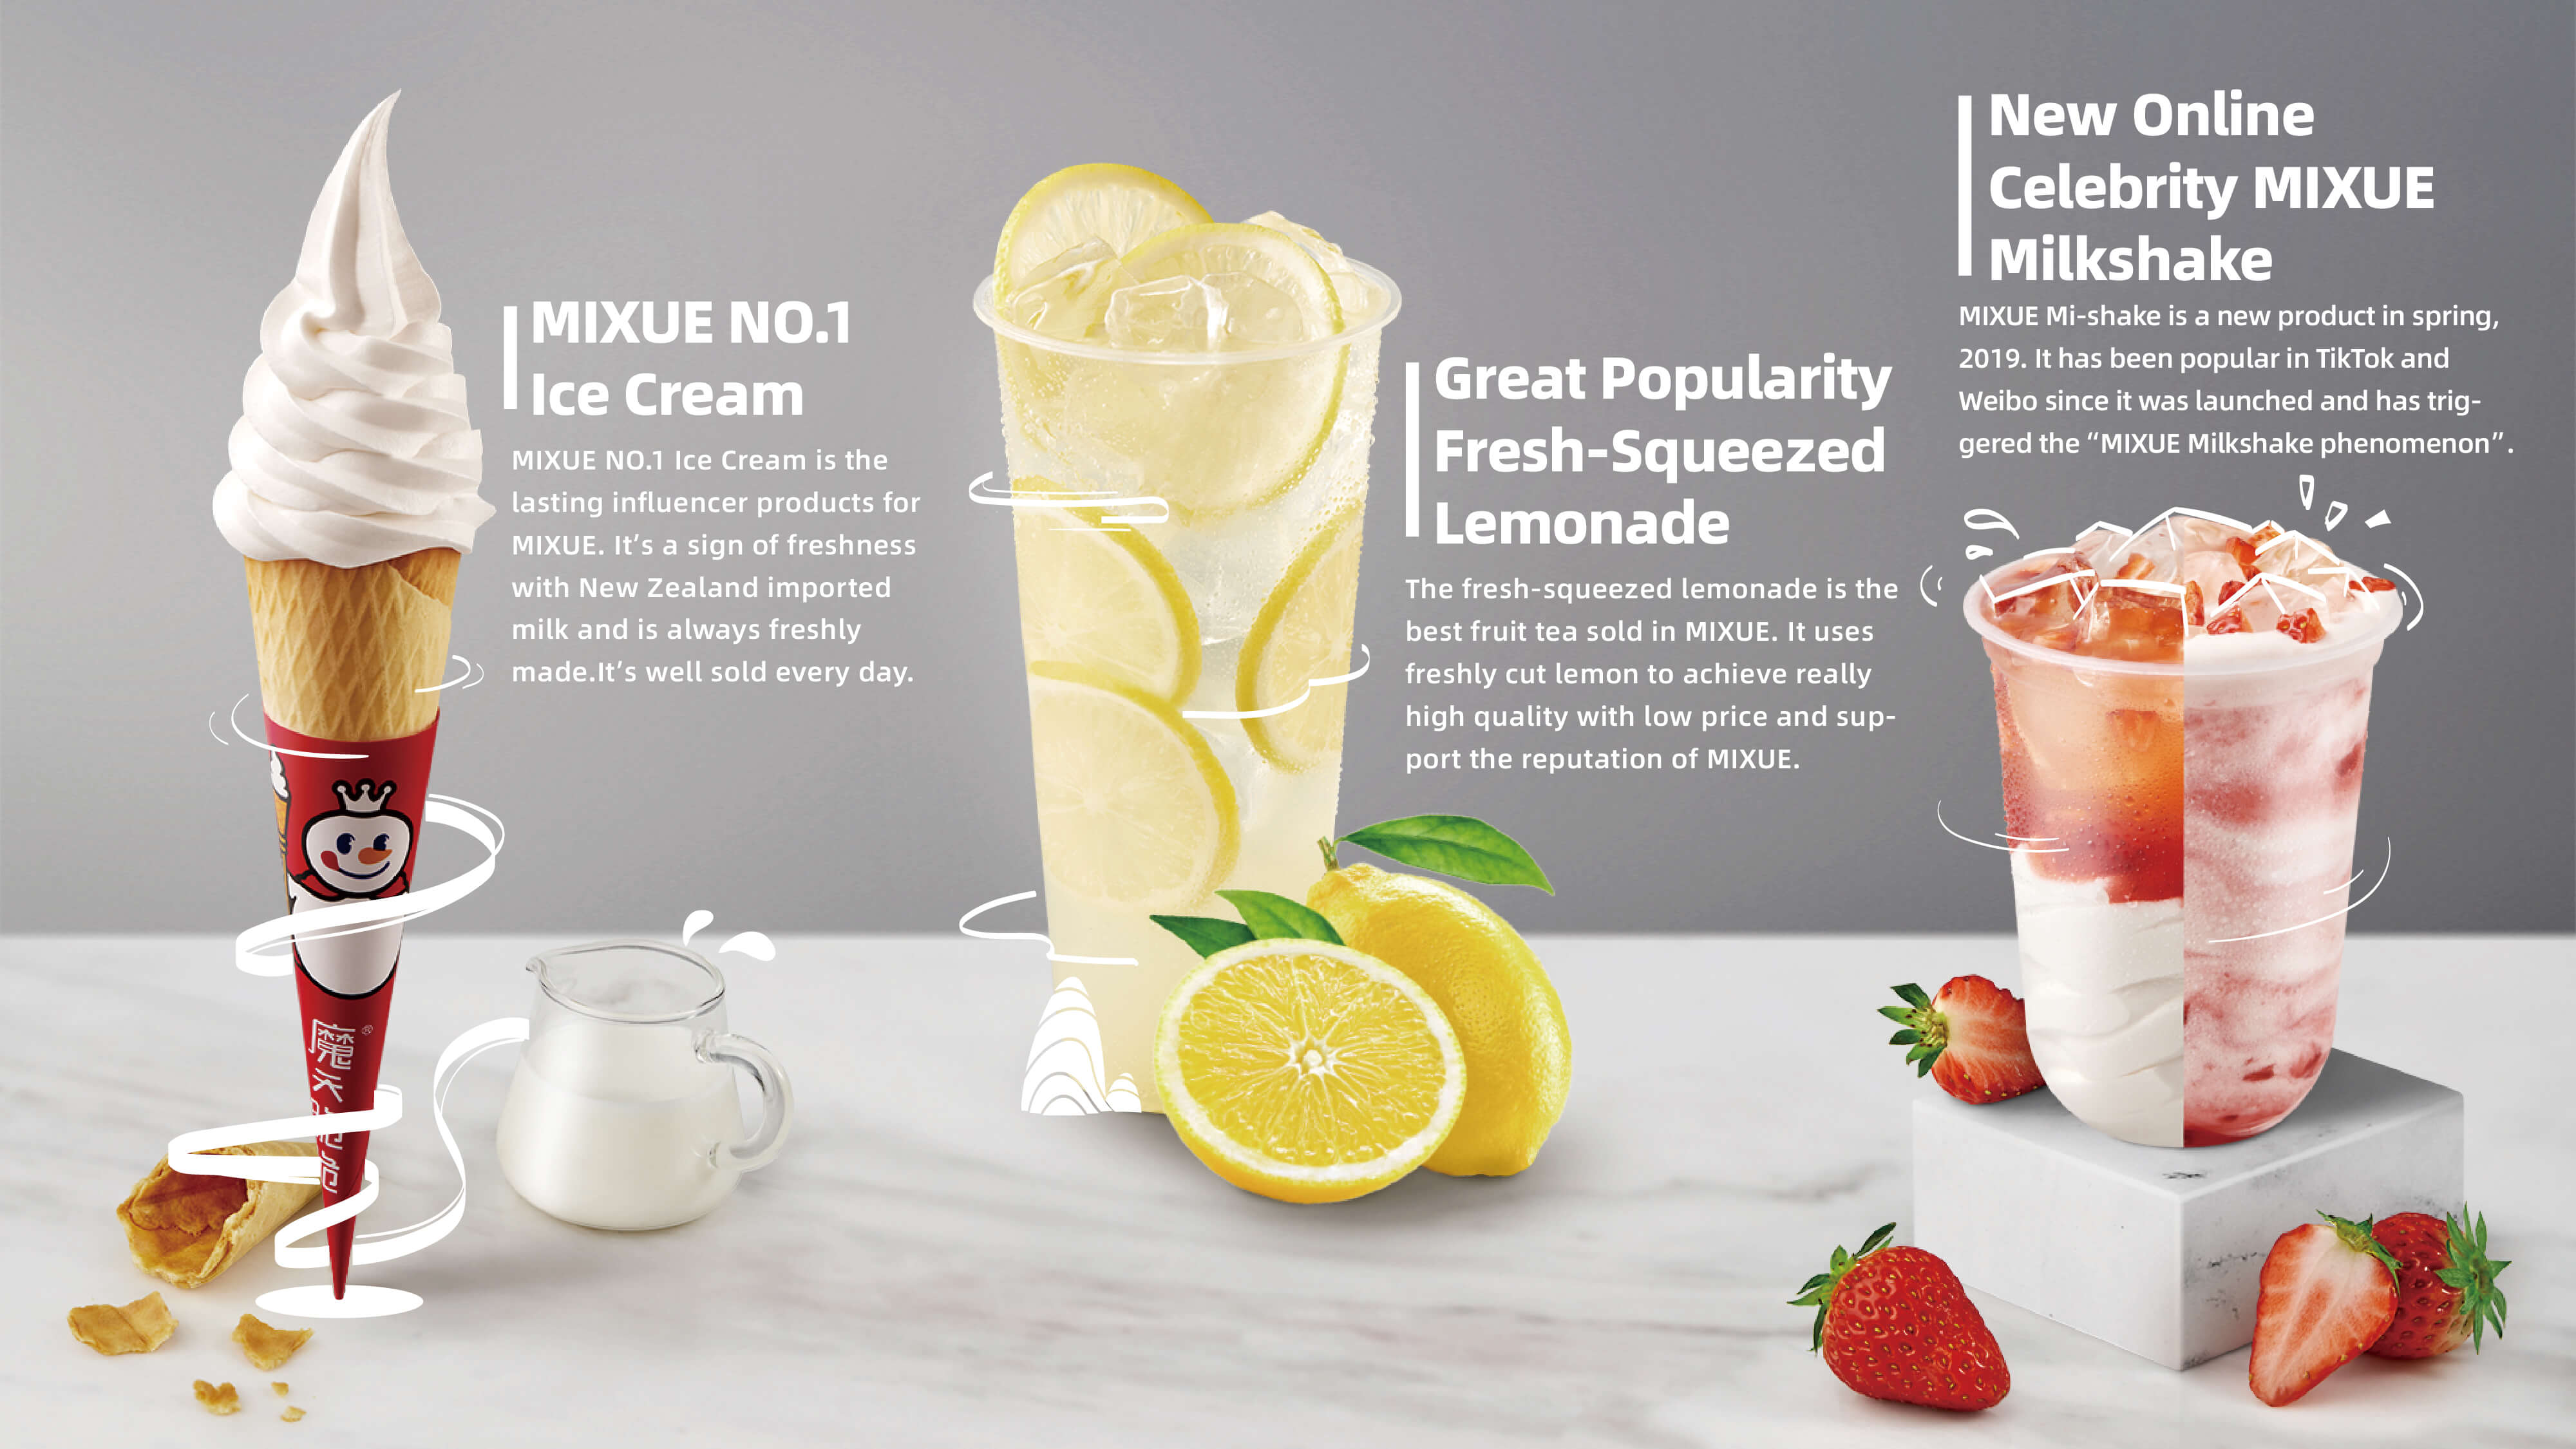 MIXUE NO.1
Ice Cream
MIXUE NO.1 Ice Cream is the
lasting influencer products for
MIXUE. It’s a sign of freshness
with New Zealand imported
milk and is always freshly
made.It’s well sold every day.
Great Popularity
Fresh-Squeezed
Lemonade
The fresh-squeezed lemonade is the
best fruit tea sold in MIXUE. It uses
freshly cut lemon to achieve really
high quality with low price and sup-
port the reputation of MIXUE.
New Online
Celebrity MIXUE
Milkshake
MIXUE Mi-shake is a new product in spring,
2019. It has been popular in TikTok and
Weibo since it was launched and has trig-
gered the “MIXUE Milkshake phenomenon”.
魔
®